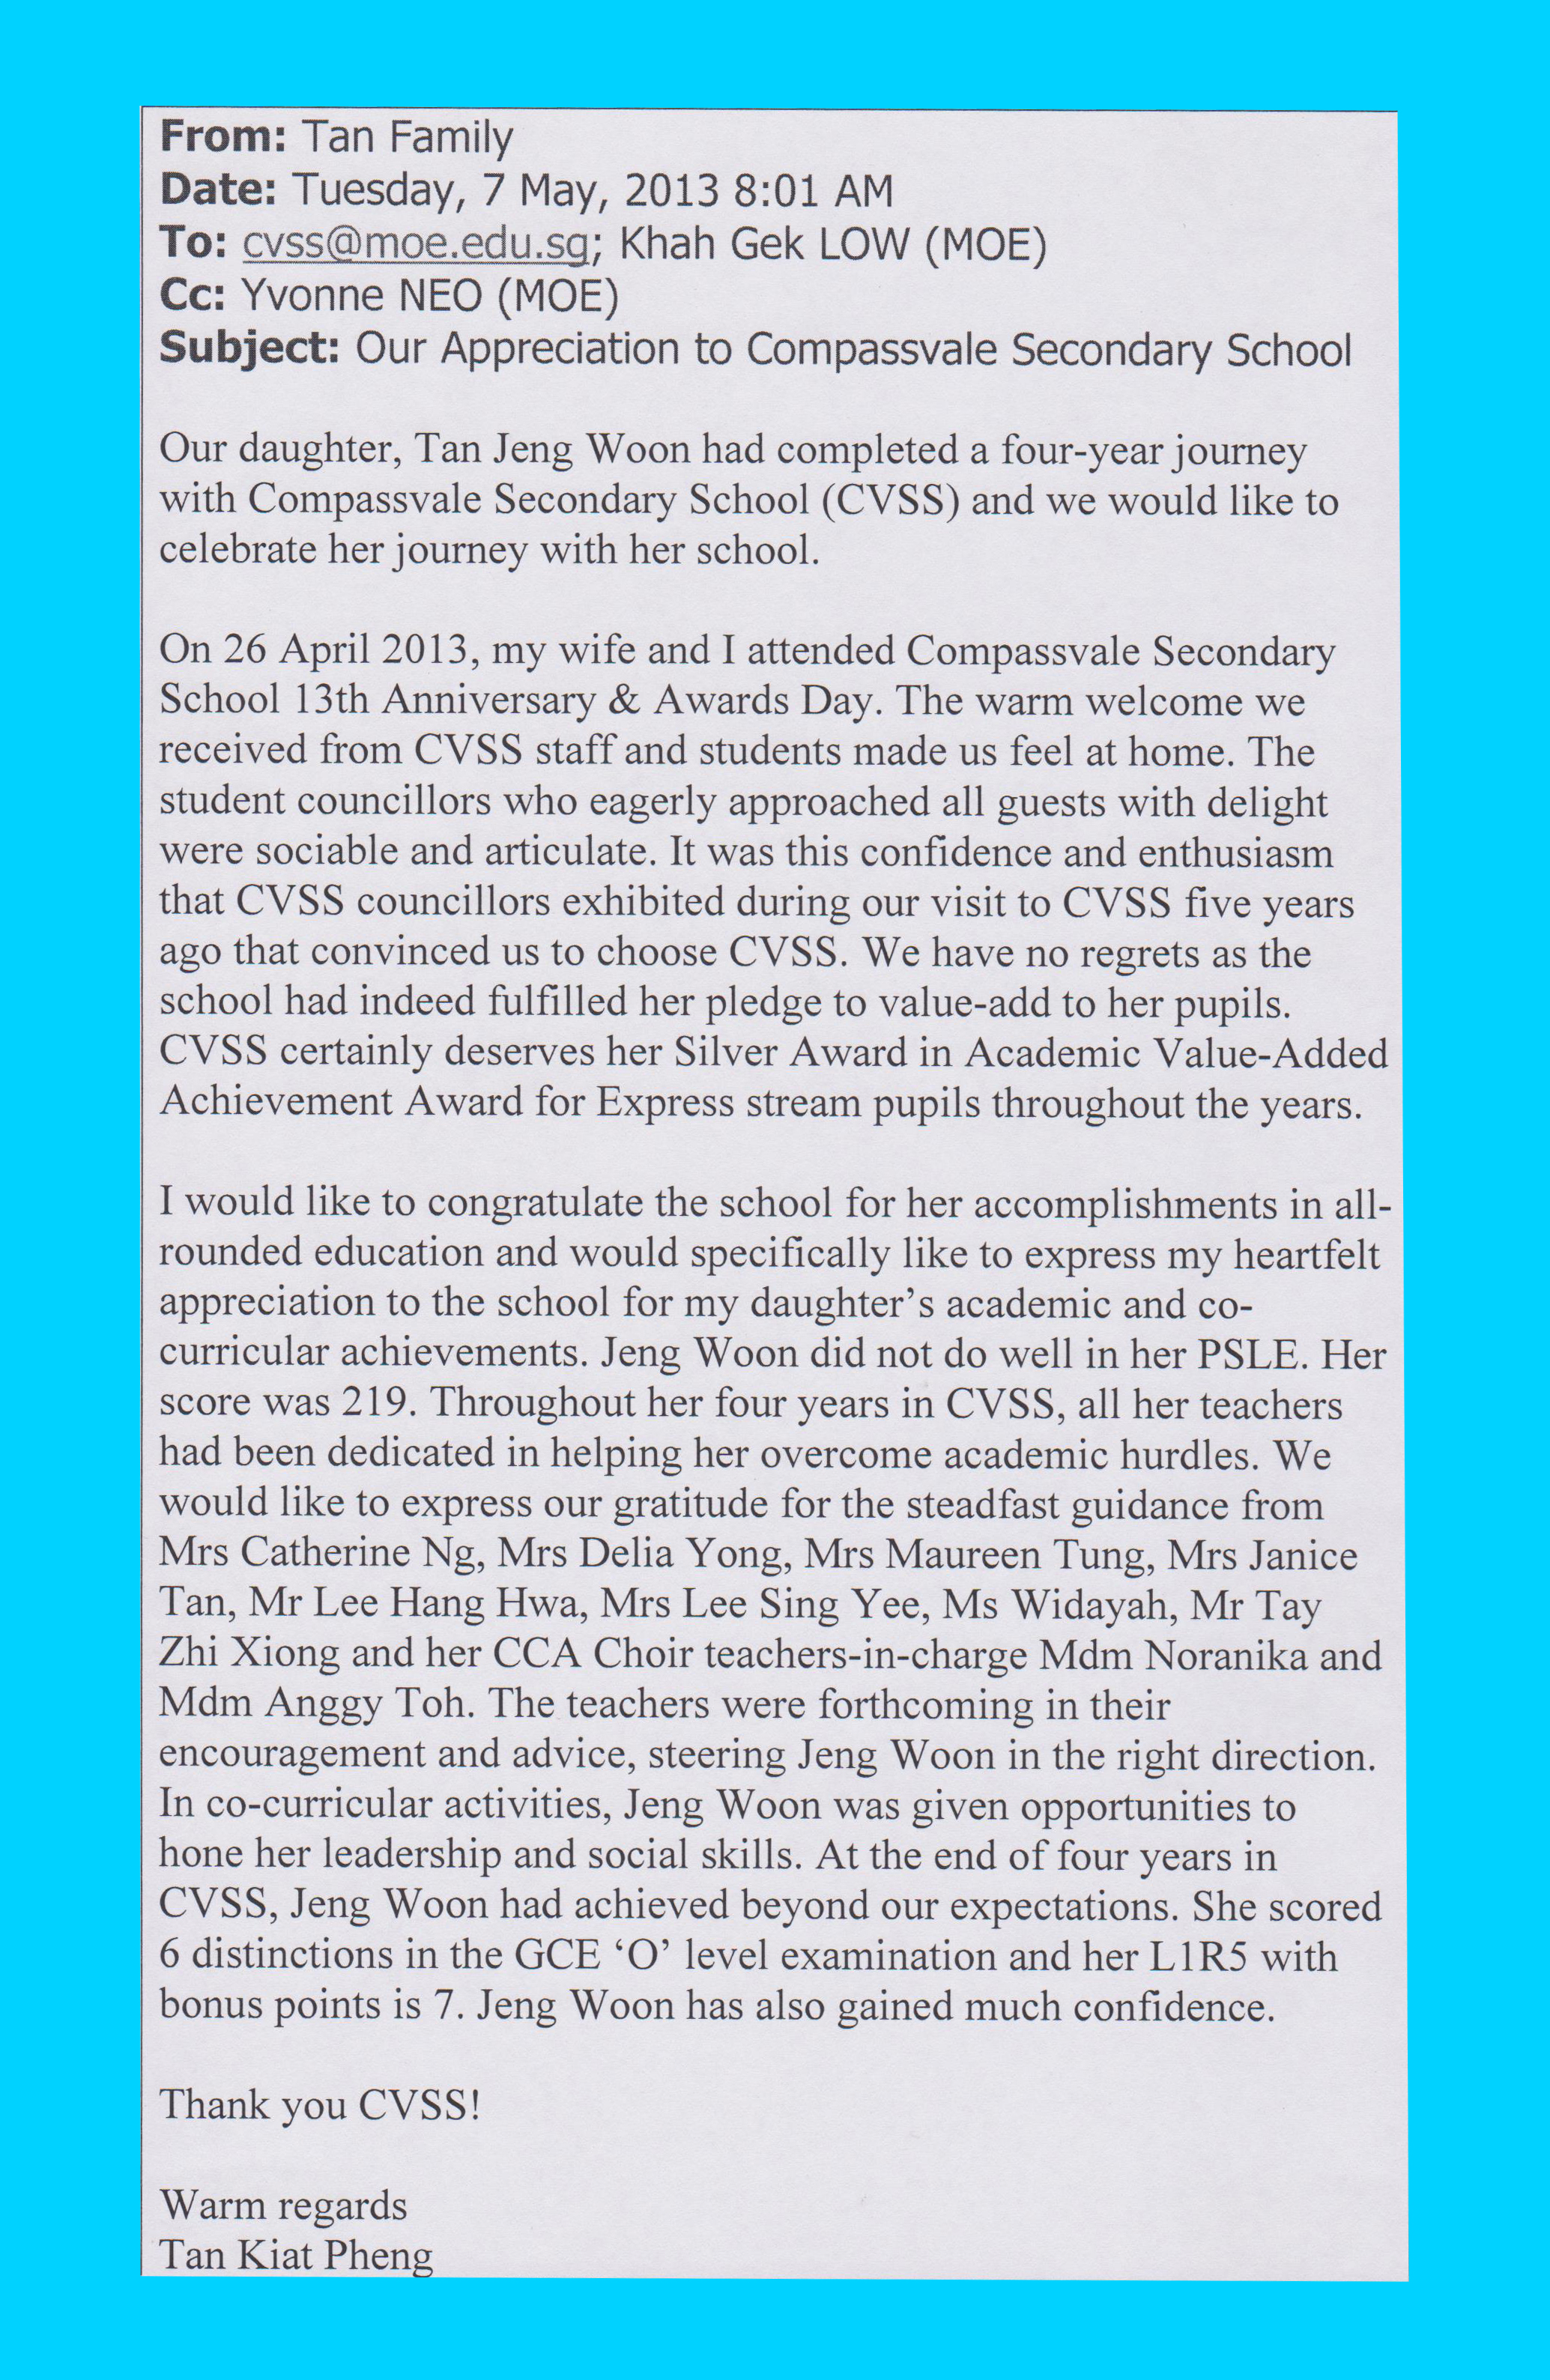 From: Tan Family
Date: Tuesday, 7 May, 2013 8:01 AM
To: cvss@moe.edu.sg; Khah Gek LOW (MOE)
Cc: Yvonne NEO (MOE)
Subject: Our Appreciation to Compassvale Secondary School
Our daughter, Tan Jeng Woon had completed a four-year journey
with Compassvale Secondary School (CVSS) and we would like to
celebrate her journey with her school.
On 26 April 2013, my wife and I attended Compassvale Secondary
School 13th Anniversary & Awards Day. The warm welcome we
received from CVSS staff and students made us feel at home. The
student councillors who eagerly approached all guests with delight
were sociable and articulate. It was this confidence and enthusiasm
that CVSS councillors exhibited during our visit to CVSS five years
ago that convinced us to choose CVSS. We have no regrets as the
school had indeed fulfilled her pledge to value-add to her pupils.
CVSS certainly deserves her Silver Award in Academic Value-Added
Achievement Award for Express stream pupils throughout the years.
I would like to congratulate the school for her accomplishments in all-
rounded education and would specifically like to express my heartfelt
appreciation to the school for my daughter’s academic and co-
curricular achievements. Jeng Woon did not do well in her PSLE. Her
score was 219. Throughout her four years in CVSS, all her teachers
had been dedicated in helping her overcome academic hurdles. We
would like to express our gratitude for the steadfast guidance from
Mrs Catherine Ng, Mrs Delia Yong, Mrs Maureen Tung, Mrs Janice
Tan, Mr Lee Hang Hwa, Mrs Lee Sing Yee, Ms Widayah, Mr Tay
Zhi Xiong and her CCA Choir teachers-in-charge Mdm Noranika and
Mdm Anggy Toh. The teachers were forthcoming in their
encouragement and advice, steering Jeng Woon in the right direction.
In co-curricular activities, Jeng Woon was given opportunities to
hone her leadership and social skills. At the end of four years in
CVSS, Jeng Woon had achieved beyond our expectations. She scored
6 distinctions in the GCE ‘O’ level examination and her L1R5 with
bonus points is 7. Jeng Woon has also gained much confidence.
Thank you CVSS!
Warm regards
Tan Kiat Pheng